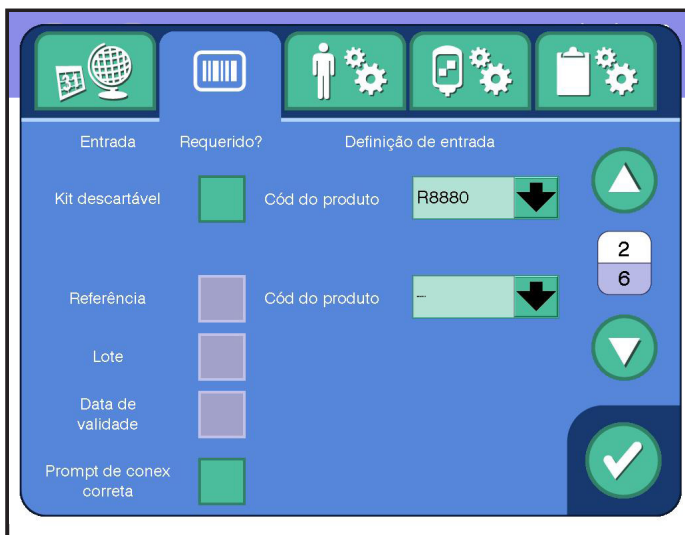 31
Entrada Requerido? Definição de entrada
Kit descartável Cód do produto R8880
2
6
Referência Cód do produto ---
Lote
Data de
validade
Prompt de conex
correta